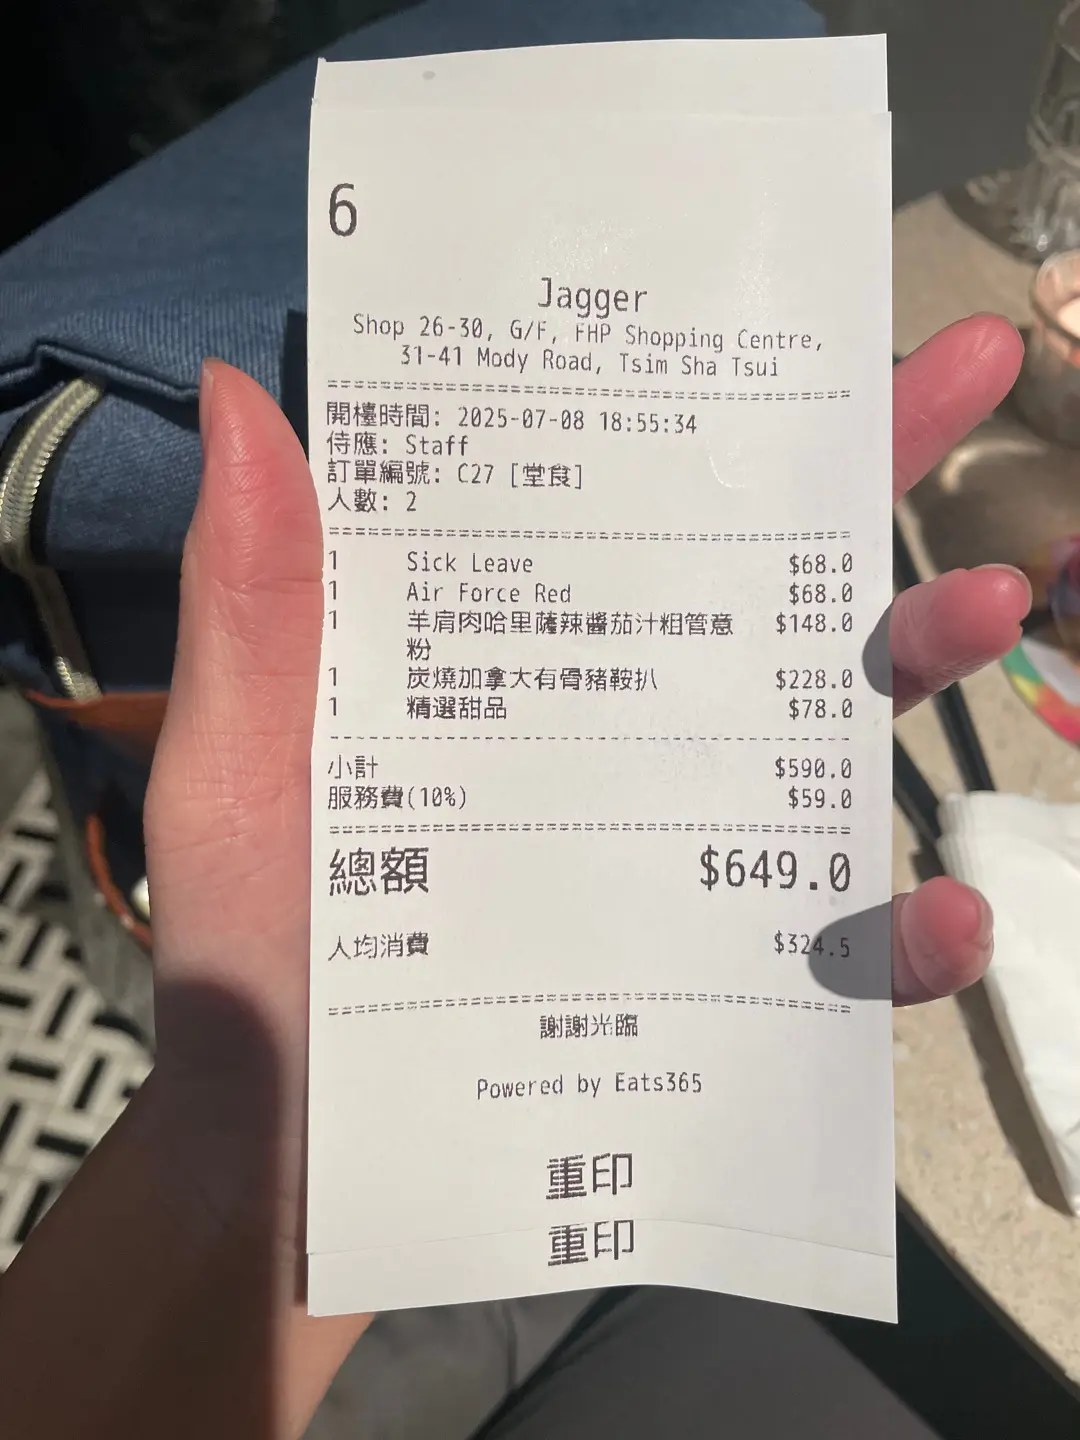 6
Jagger
Shop 26-30, G/F, FHP Shopping Centre,
31-41 Mody Road, Tsim Sha Tsui
開檯時間: 2025-07-08 18:55:34
侍應: Staff
訂單編號: C27 [堂食]
人數: 2
1 Sick Leave $68.0
1 Air Force Red $68.0
1 羊肩肉哈里薩辣醬茄汁粗管意 $148.0
粉
1 炭燒加拿大有骨豬鞍扒 $228.0
1 精選甜品 $78.0
小計 $590.0
服務費(10%) $59.0
總額 $649.0
人均消費 $324.5
謝謝光臨
Powered by Eats365
重印
重印